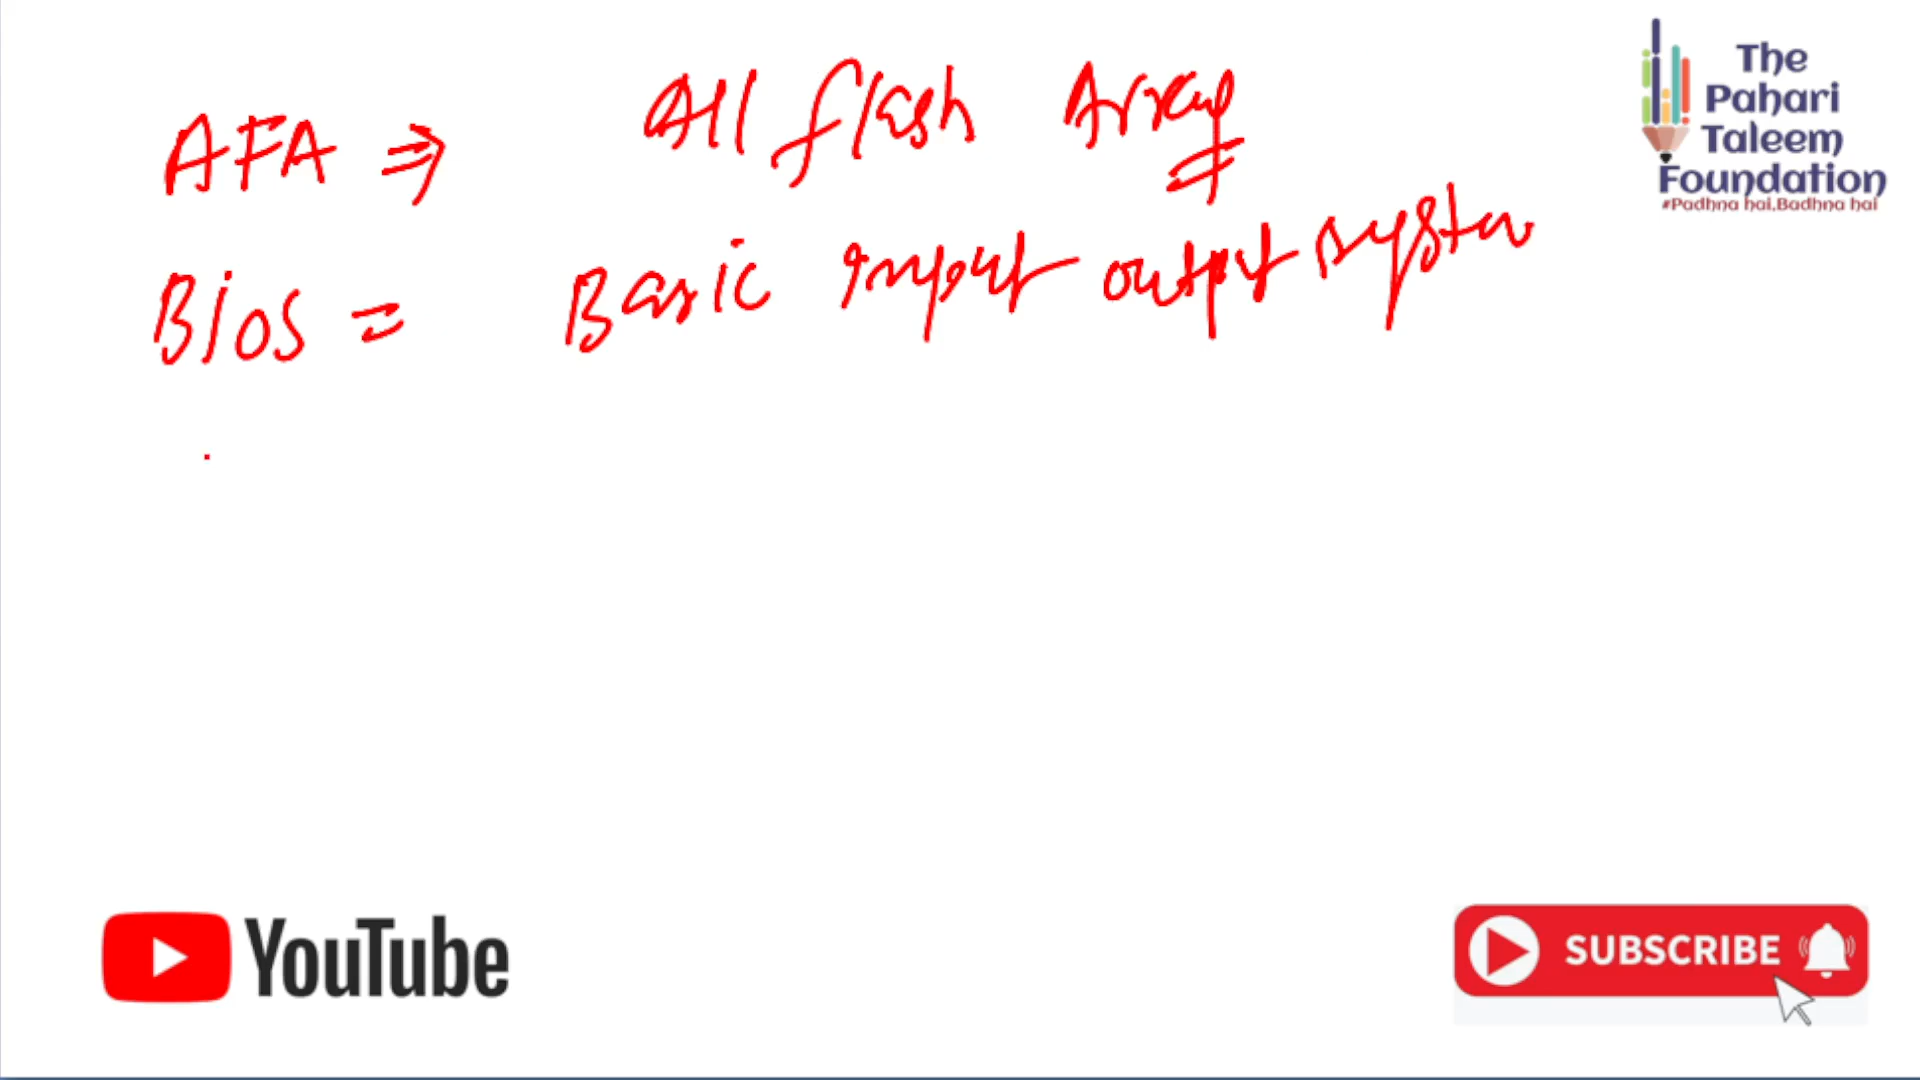 AFA ⇒ All flash Array
BIOS = Basic input output system
The
Pahari
Taleem
Foundation
#Padhna hai,Badhna hai
YouTube
SUBSCRIBE